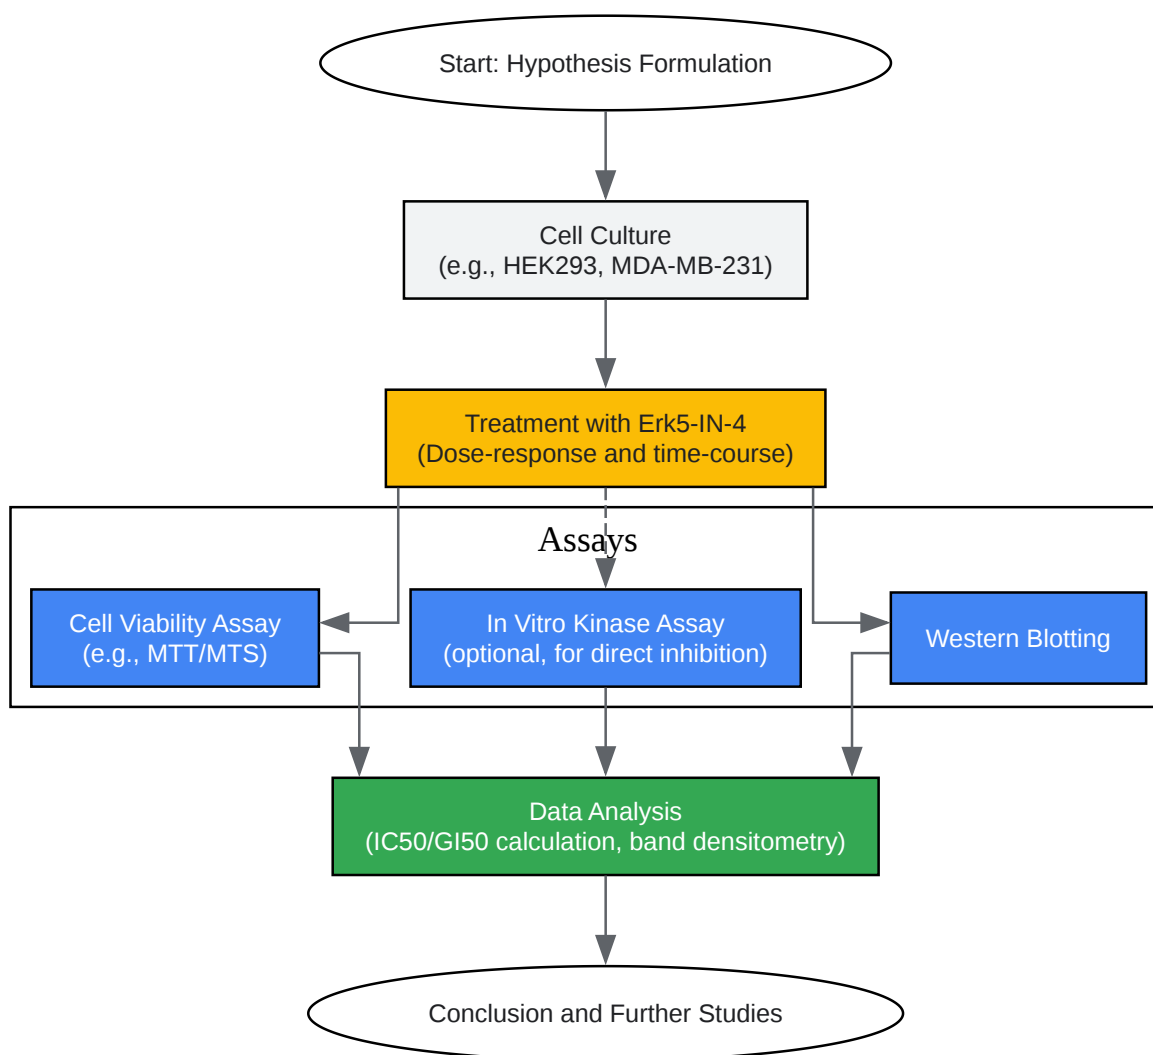 Start: Hypothesis Formulation
Cell Culture
(e.g., HEK293, MDA-MB-231)
Treatment with Erk5-IN-4
(Dose-response and time-course)
Assays
Cell Viability Assay
(e.g., MTT/MTS)
In Vitro Kinase Assay
(optional, for direct inhibition)
Western Blotting
Data Analysis
(IC50/GI50 calculation, band densitometry)
Conclusion and Further Studies